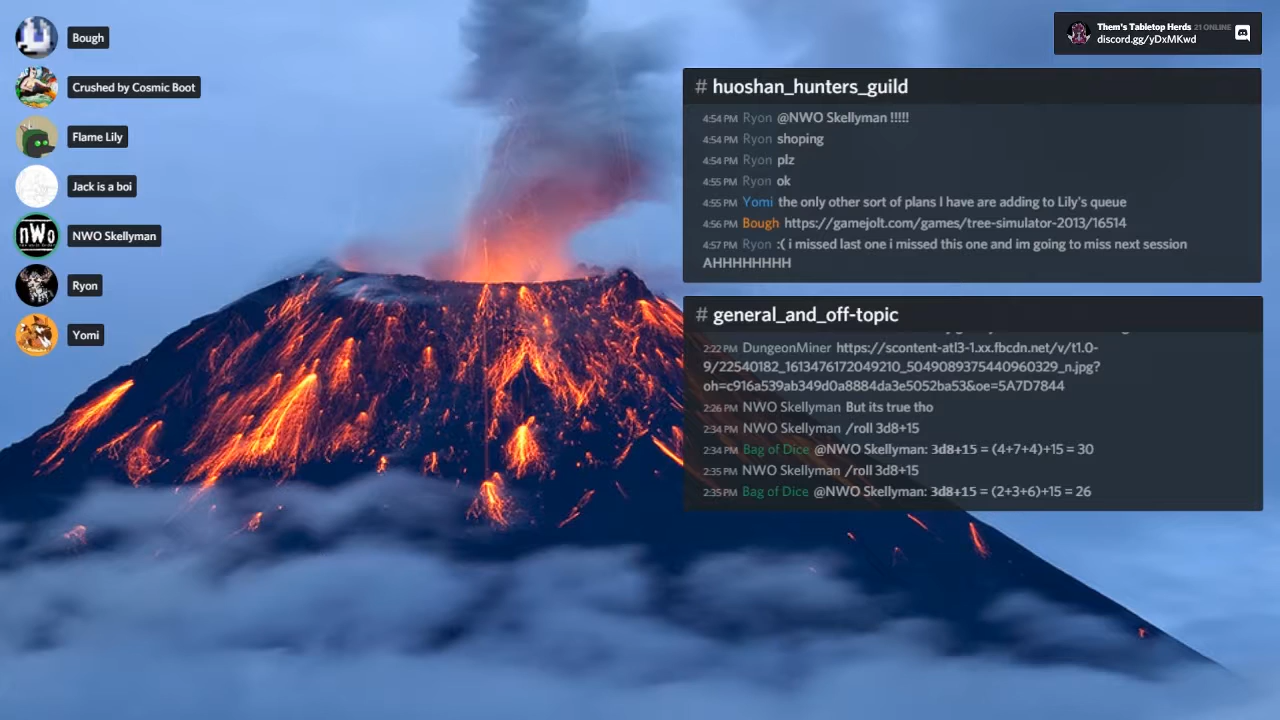 Bough
Crushed by Cosmic Boot
Flame Lily
Jack is a boi
nWo
NWO Skellyman
Ryon
Yomi
Them's Tabletop Herds 21 ONLINE
discord.gg/yDxMKwd
# huoshan_hunters_guild
4:54 PM Ryon @NWO Skellyman !!!!!
4:54 PM Ryon shoping
4:54 PM Ryon plz
4:55 PM Ryon ok
4:55 PM Yomi the only other sort of plans I have are adding to Lily's queue
4:56 PM Bough https://gamejolt.com/games/tree-simulator-2013/16514
4:57 PM Ryon :( i missed last one i missed this one and im going to miss next session
AHHHHHHHH
# general_and_off-topic
2:22 PM DungeonMiner https://scontent-atl3-1.xx.fbcdn.net/v/t1.0-
9/22540182_1613476172049210_5049089375440960329_n.jpg?
oh=c916a539ab349d0a8884da3e5052ba53&oe=5A7D7844
2:26 PM NWO Skellyman But its true tho
2:34 PM NWO Skellyman /roll 3d8+15
2:34 PM Bag of Dice @NWO Skellyman: 3d8+15 = (4+7+4)+15 = 30
2:35 PM NWO Skellyman /roll 3d8+15
2:35 PM Bag of Dice @NWO Skellyman: 3d8+15 = (2+3+6)+15 = 26